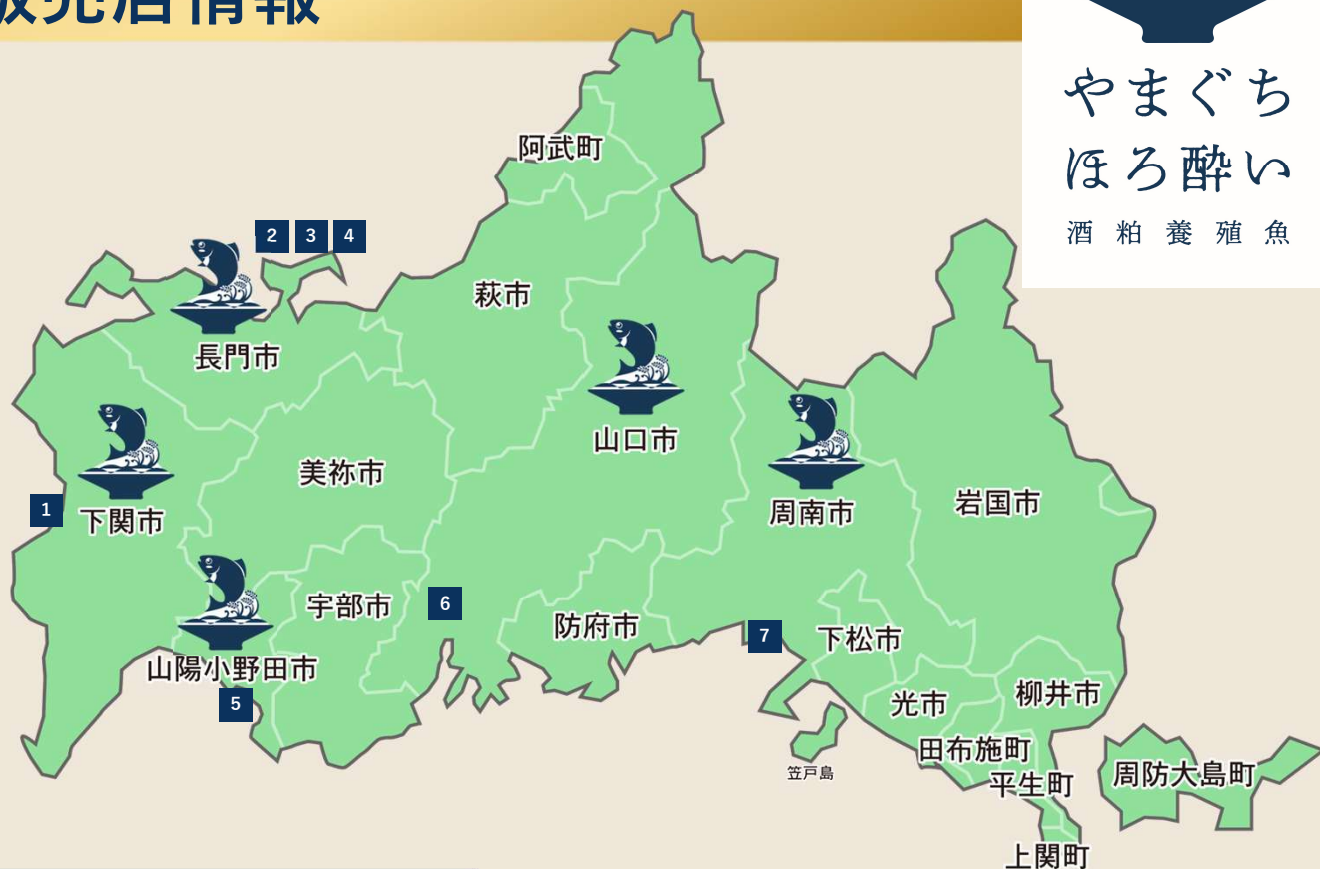 販売店情報
やまぐち
ほろ酔い
酒粕養殖魚
阿武町
2 3 4
萩市
長門市
山口市
美祢市
1
下関市
周南市
岩国市
宇部市
6
防府市
7
下松市
山陽小野田市
5
光市
柳井市
田布施町
笠戸島
平生町
周防大島町
上関町